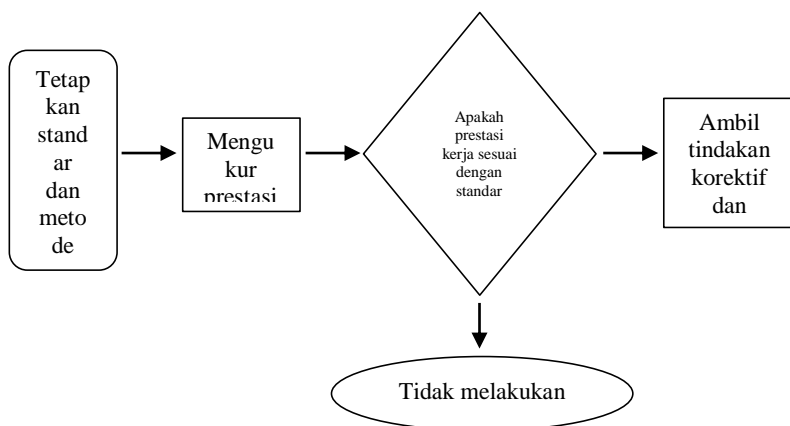 Tetap
kan
stand
ar
dan
meto
de
Mengu
kur
prestasi
Apakah
prestasi
kerja sesuai
dengan
standar
Ambil
tindakan
korektif
dan
Tidak melakukan